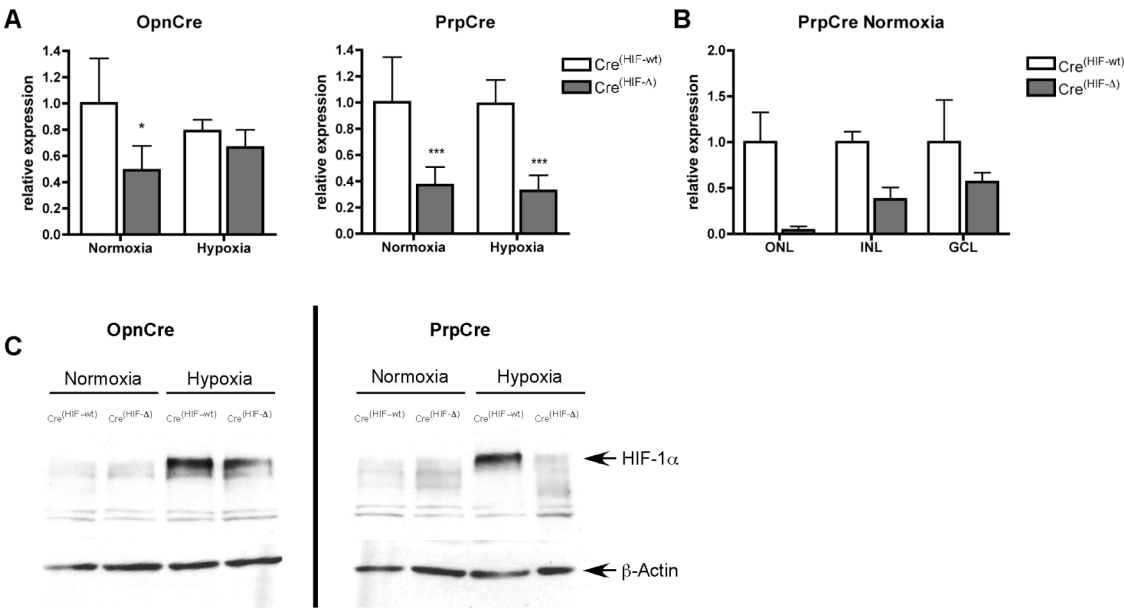 A
OpnCre
relative expression
1.4
1.2
1.0
0.8
0.6
0.4
0.2
0.0
*
Normoxia Hypoxia
PrpCre
relative expression
1.4
1.2
1.0
0.8
0.6
0.4
0.2
0.0
***
***
Normoxia Hypoxia
Cre(HIF-wt)
Cre(HIF-Δ)
B
PrpCre Normoxia
relative expression
2.0
1.5
1.0
0.5
0.0
ONL INL GCL
Cre(HIF-wt)
Cre(HIF-Δ)
C
OpnCre
Normoxia Hypoxia
Cre(HIF-wt) Cre(HIF-Δ) Cre(HIF-wt) Cre(HIF-Δ)
PrpCre
Normoxia Hypoxia
Cre(HIF-wt) Cre(HIF-Δ) Cre(HIF-wt) Cre(HIF-Δ)
HIF-1α
β-Actin